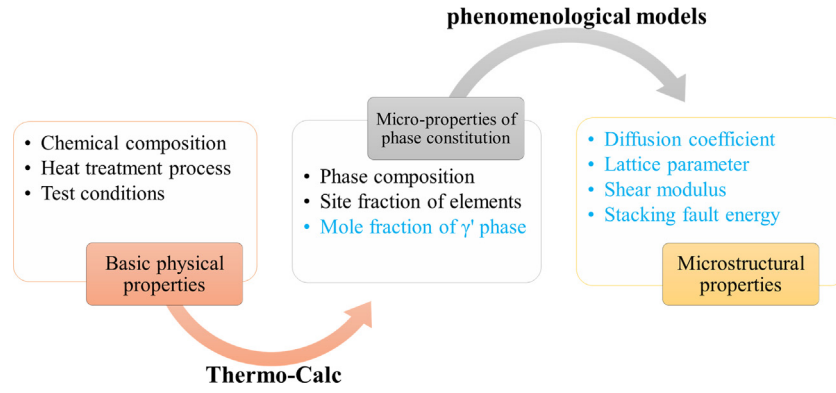 phenomenological models
• Chemical composition
• Heat treatment process
• Test conditions
Basic physical
properties
Micro-properties of
phase constitution
• Phase composition
• Site fraction of elements
• Mole fraction of γ' phase
• Diffusion coefficient
• Lattice parameter
• Shear modulus
• Stacking fault energy
Microstructural
properties
Thermo-Calc